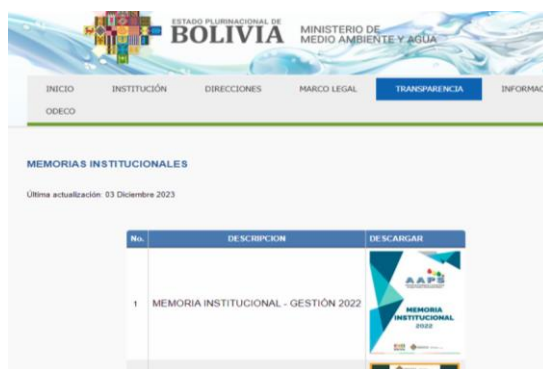 ESTADO PLURINACIONAL DE
BOLIVIA
MINISTERIO DE
MEDIO AMBIENTE Y AGUA
INICIO INSTITUCIÓN DIRECCIONES MARCO LEGAL TRANSPARENCIA INFORMAC
ODECO
MEMORIAS INSTITUCIONALES
Última actualización: 03 Diciembre 2023
No. DESCRIPCION DESCARGAR
1 MEMORIA INSTITUCIONAL - GESTIÓN 2022
AAPS
MEMORIA
INSTITUCIONAL
2022